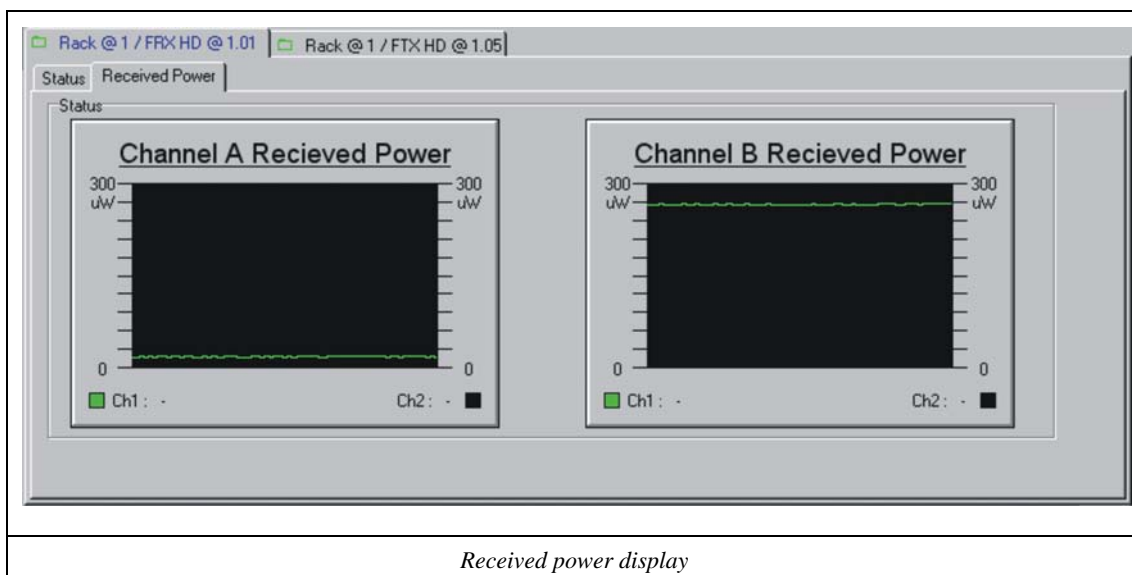 Rack @ 1 / FRX HD @ 1.01 Rack @ 1 / FTX HD @ 1.05
Status Received Power
Status
Channel A Recieved Power
300 300
uW uW
0 0
Ch1 : - Ch2 : -
Channel B Recieved Power
300 300
uW uW
0 0
Ch1 : - Ch2 : -
Received power display